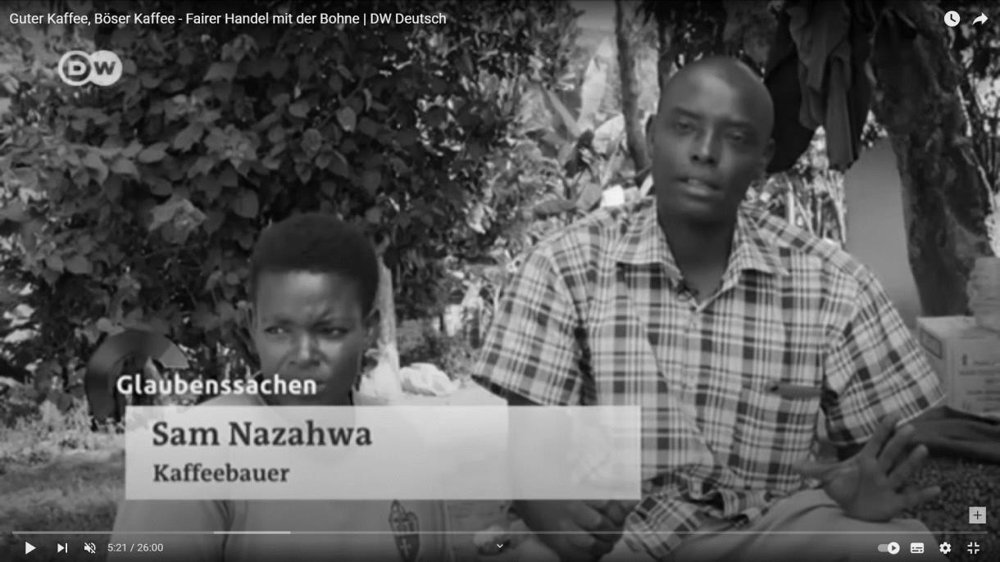 Guter Kaffee, Böser Kaffee - Fairer Handel mit der Bohne | DW Deutsch
DW
Glaubenssachen
Sam Nazahwa
Kaffeebauer
5:21 / 26:00